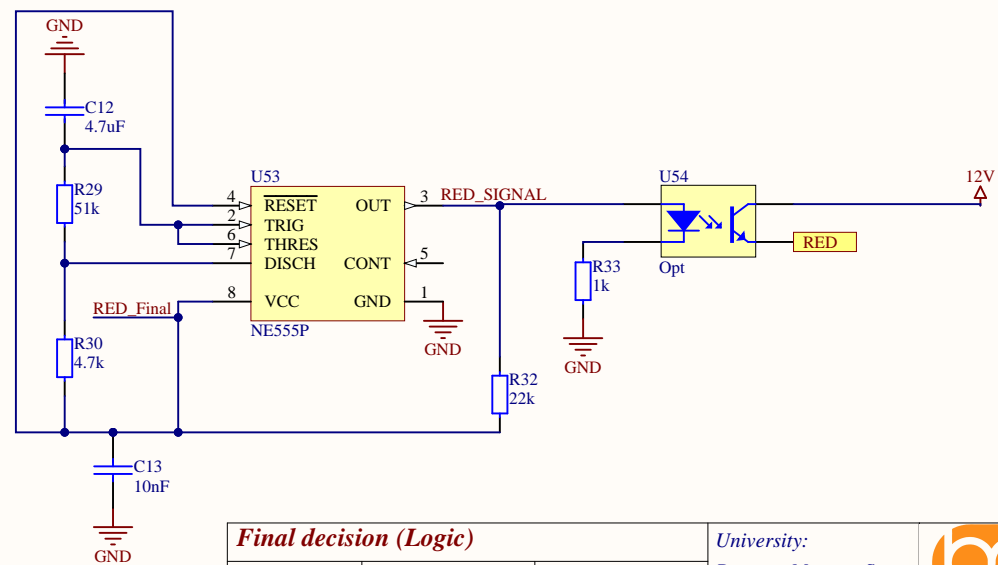 GND
C12
4.7uF
R29
51k
RED_Final
R30
4.7k
C13
10nF
GND
U53
4
RESET
OUT
3
RED_SIGNAL
2
TRIG
6
THRES
7
DISCH
CONT
5
8
VCC
GND
1
NE555P
GND
R32
22k
U54
Opt
R33
1k
GND
12V
RED
Final decision (Logic)
University: